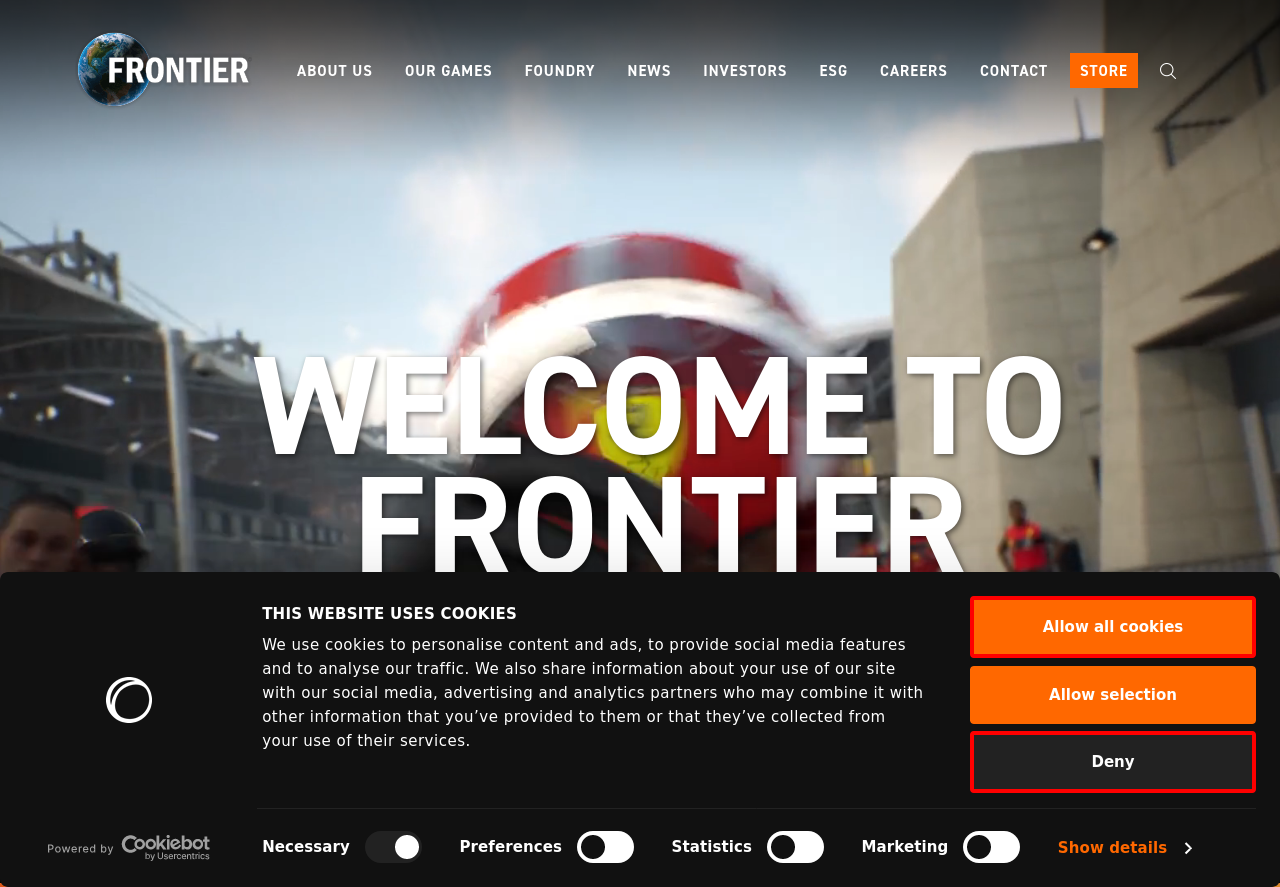 FRONTIER
ABOUT US OUR GAMES FOUNDRY NEWS INVESTORS ESG CAREERS CONTACT STORE
WELCOME TO
FRONTIER
THIS WEBSITE USES COOKIES
We use cookies to personalise content and ads, to provide social media features
and to analyse our traffic. We also share information about your use of our site
with our social media, advertising and analytics partners who may combine it with
other information that you’ve provided to them or that they’ve collected from
your use of their services.
Allow all cookies
Allow selection
Deny
Powered by Cookiebot
by Usercentrics
Necessary Preferences Statistics Marketing Show details